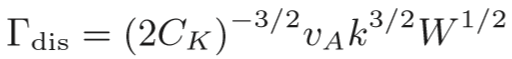 Γ_dis = (2C_K)^{−3/2} v_A k^{3/2} W^{1/2}